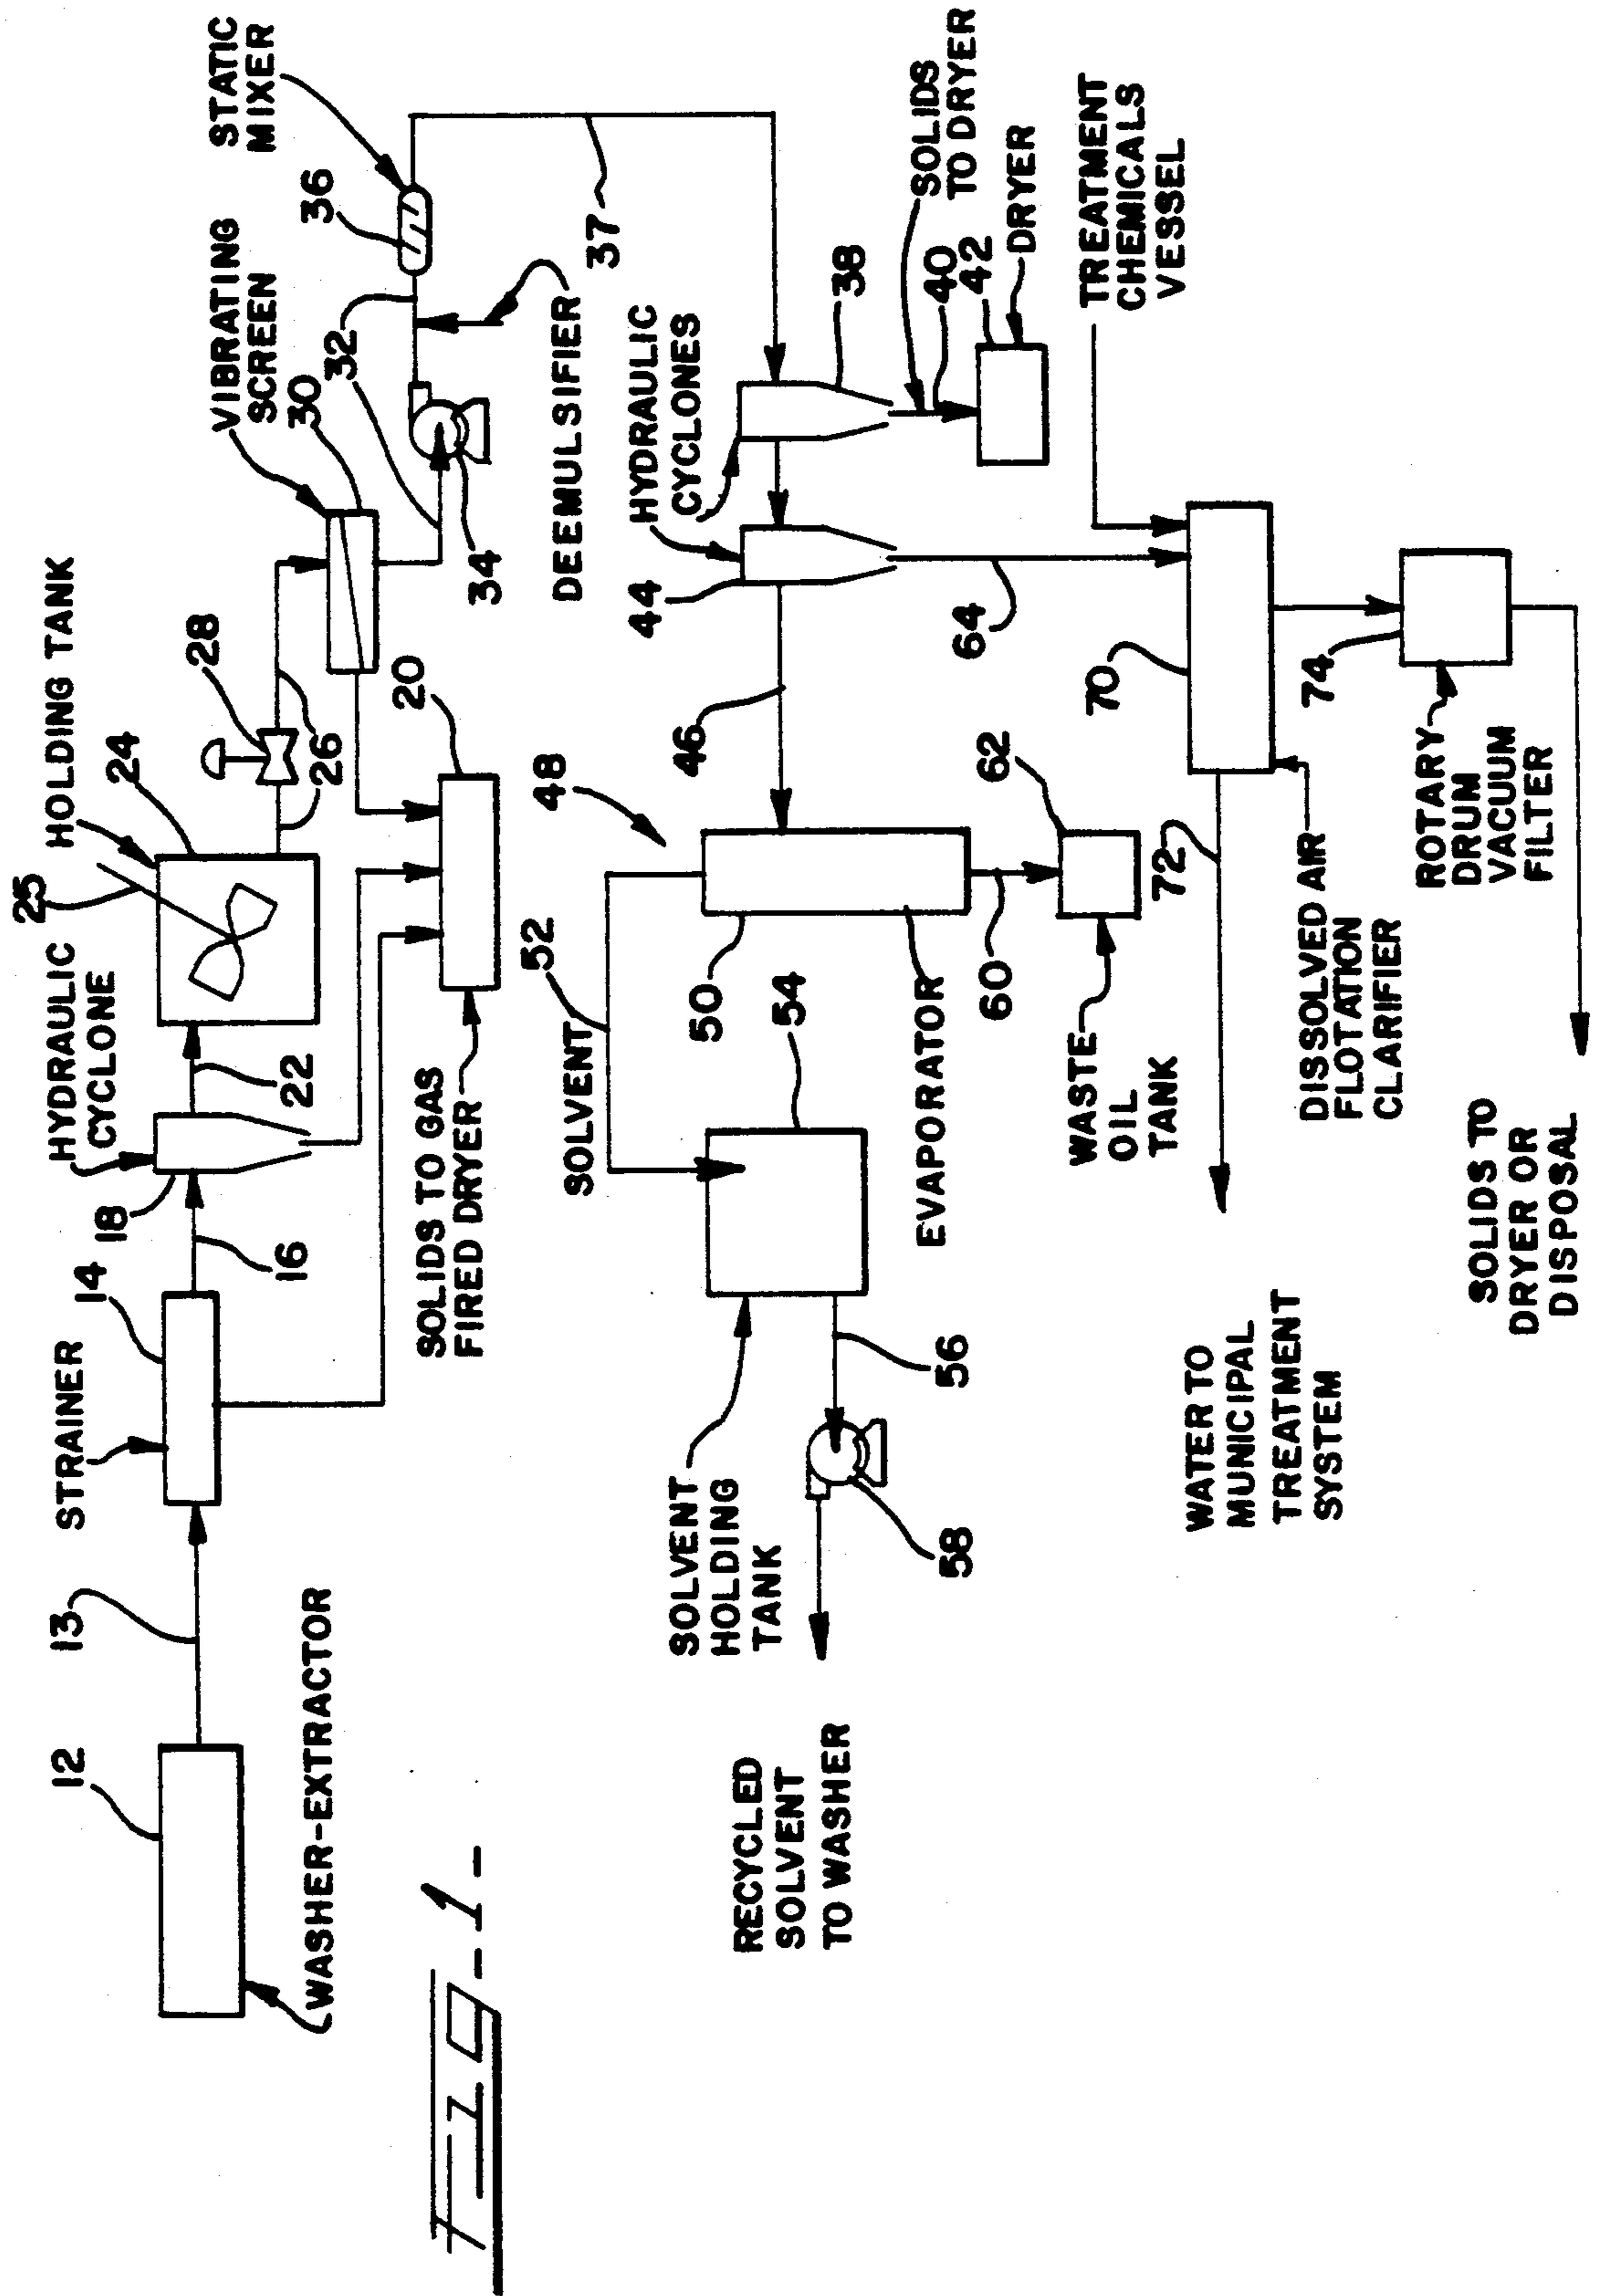 12
13
STRAINER
14
16
18
HYDRAULIC
CYCLONE
22
25
HOLDING TANK
24
28
26
VIBRATING
SCREEN
30
32
STATIC
MIXER
36
WASHER-EXTRACTOR
SOLIDS TO GAS
FIRED DRYER
20
34
DEEMULSIFIER
37
FIG-1-
SOLVENT
52
48
46
44
HYDRAULIC
CYCLONES
38
SOLIDS
TO DRYER
40
42
DRYER
RECYCLED
SOLVENT
TO WASHER
SOLVENT
HOLDING
TANK
58
56
54
50
EVAPORATOR
60
62
WASTE
OIL
TANK
64
TREATMENT
CHEMICALS
VESSEL
WATER TO
MUNICIPAL
TREATMENT
SYSTEM
72
70
DISSOLVED AIR
FLOTATION
CLARIFIER
74
ROTARY
DRUM
VACUUM
FILTER
SOLIDS TO
DRYER OR
DISPOSAL